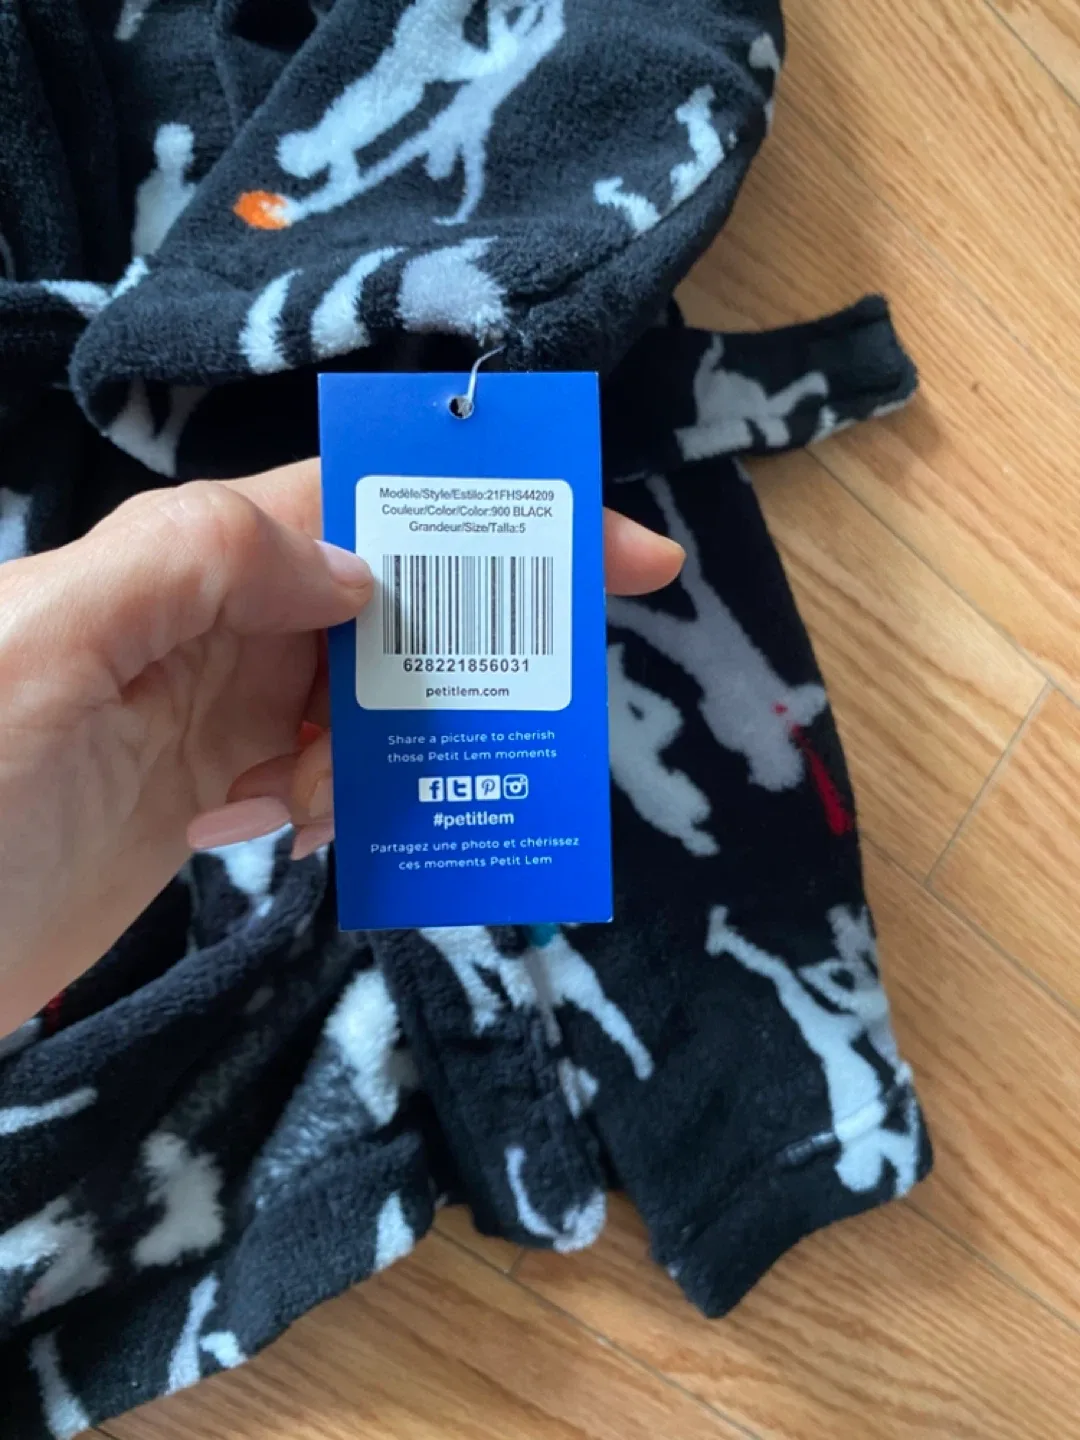 Modèle/Style/Estilo:21FHS44209
Couleur/Color/Color:900 BLACK
Grandeur/Size/Talla:5
628221856031
petitlem.com
Share a picture to cherish
those Petit Lem moments
#petitlem
Partagez une photo et chérissez
ces moments Petit Lem